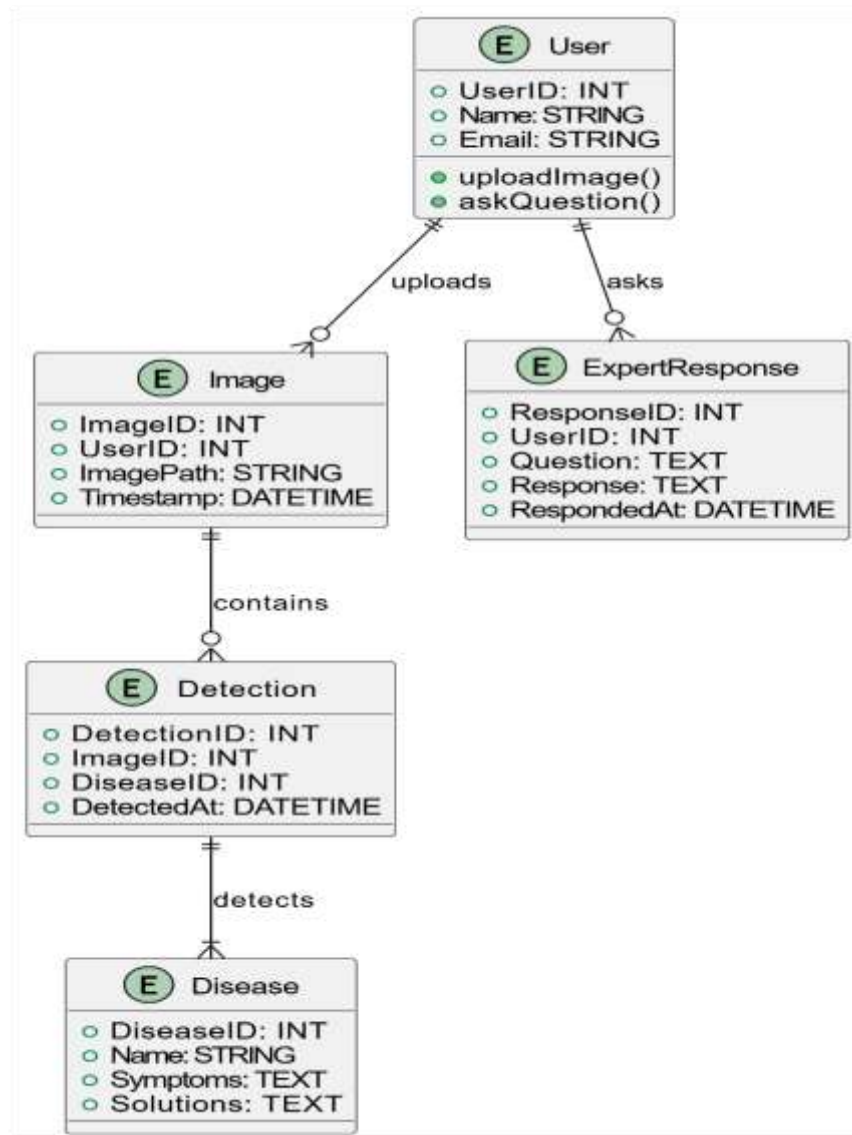 E User
UserID: INT
Name: STRING
Email: STRING
uploadImage()
askQuestion()
uploads
asks
E Image
ImageID: INT
UserID: INT
ImagePath: STRING
Timestamp: DATETIME
E ExpertResponse
ResponseID: INT
UserID: INT
Question: TEXT
Response: TEXT
RespondedAt: DATETIME
contains
E Detection
DetectionID: INT
ImageID: INT
DiseaseID: INT
DetectedAt: DATETIME
detects
E Disease
DiseaseID: INT
Name: STRING
Symptoms: TEXT
Solutions: TEXT